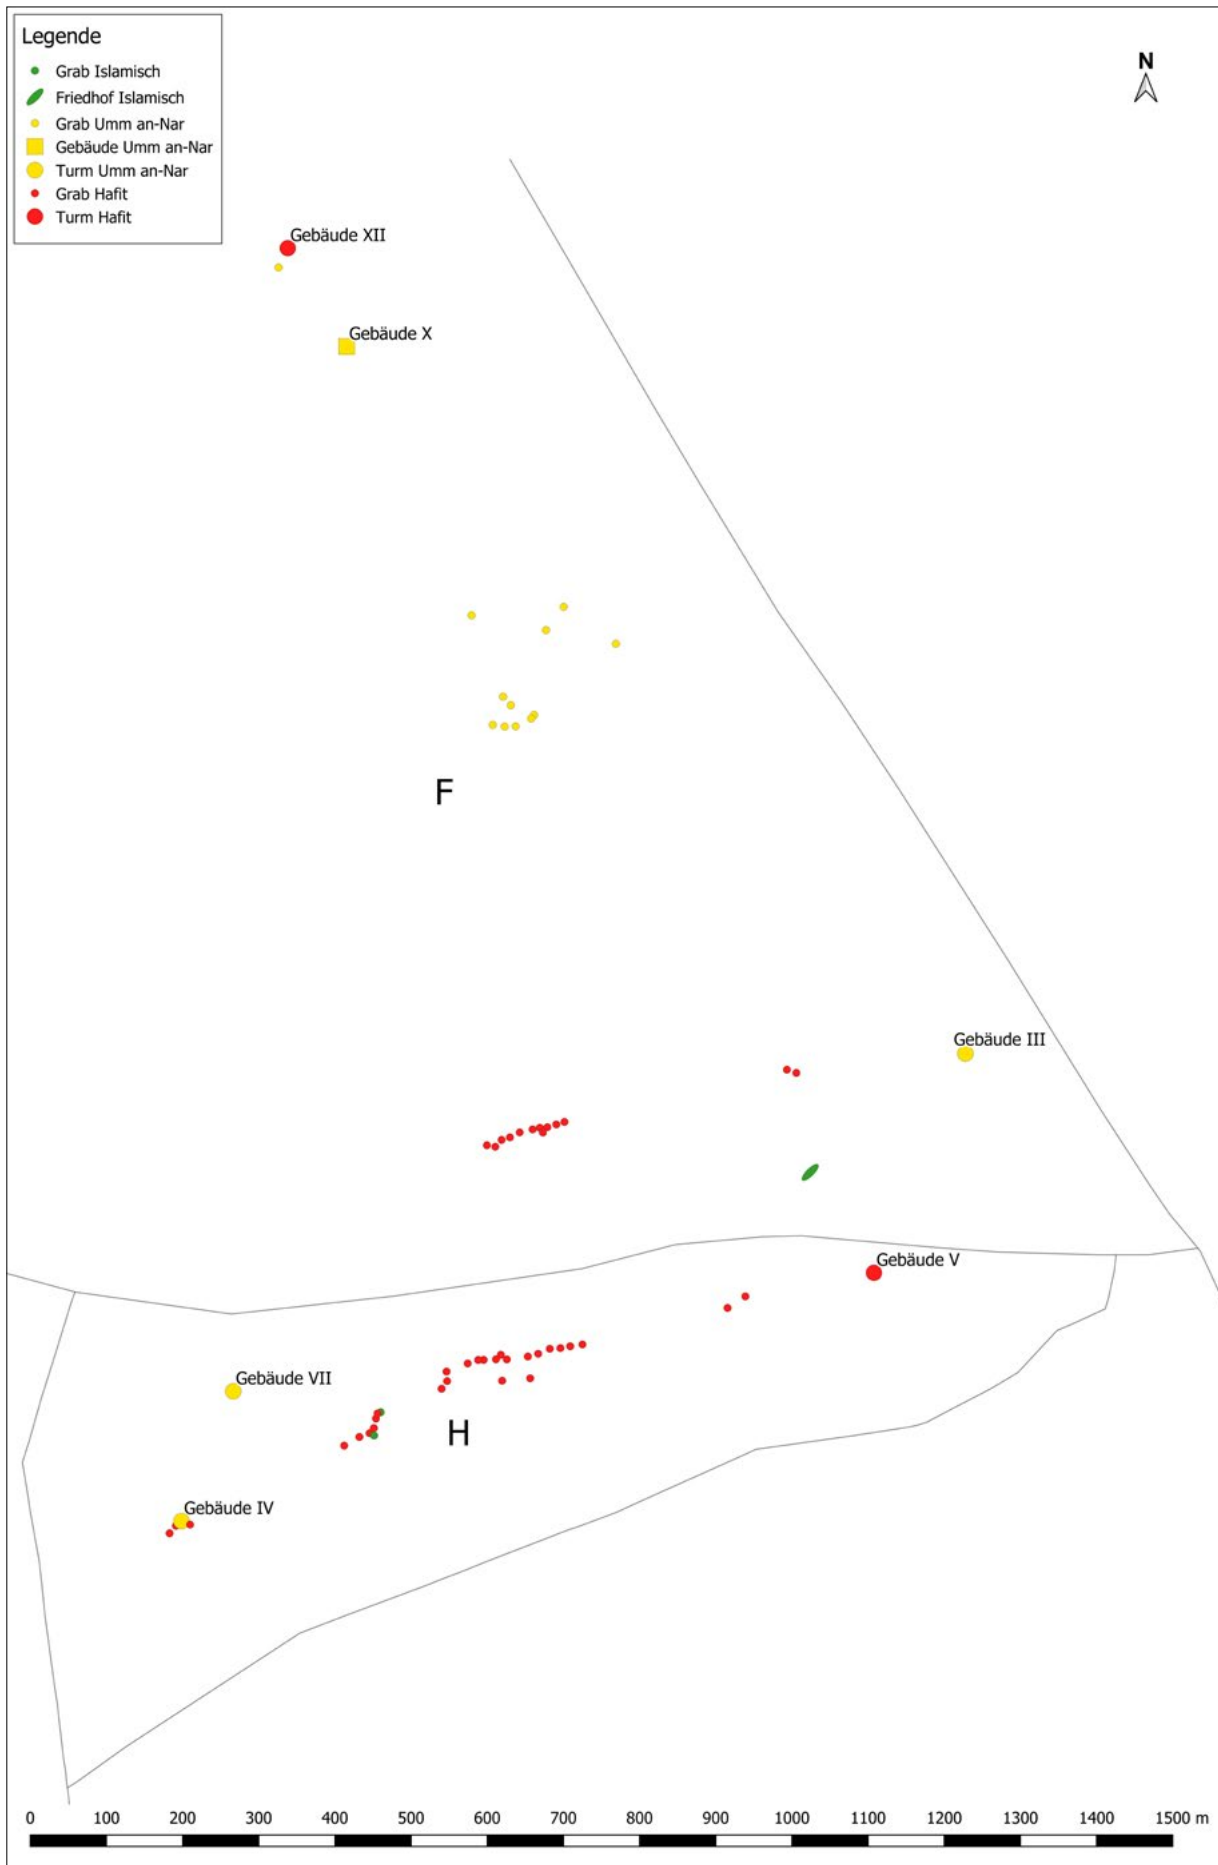 Legende
Grab Islamisch
Friedhof Islamisch
Grab Umm an-Nar
Gebäude Umm an-Nar
Turm Umm an-Nar
Grab Hafit
Turm Hafit
N
Gebäude XII
Gebäude X
F
Gebäude III
Gebäude V
Gebäude VII
H
Gebäude IV
0 100 200 300 400 500 600 700 800 900 1000 1100 1200 1300 1400 1500 m